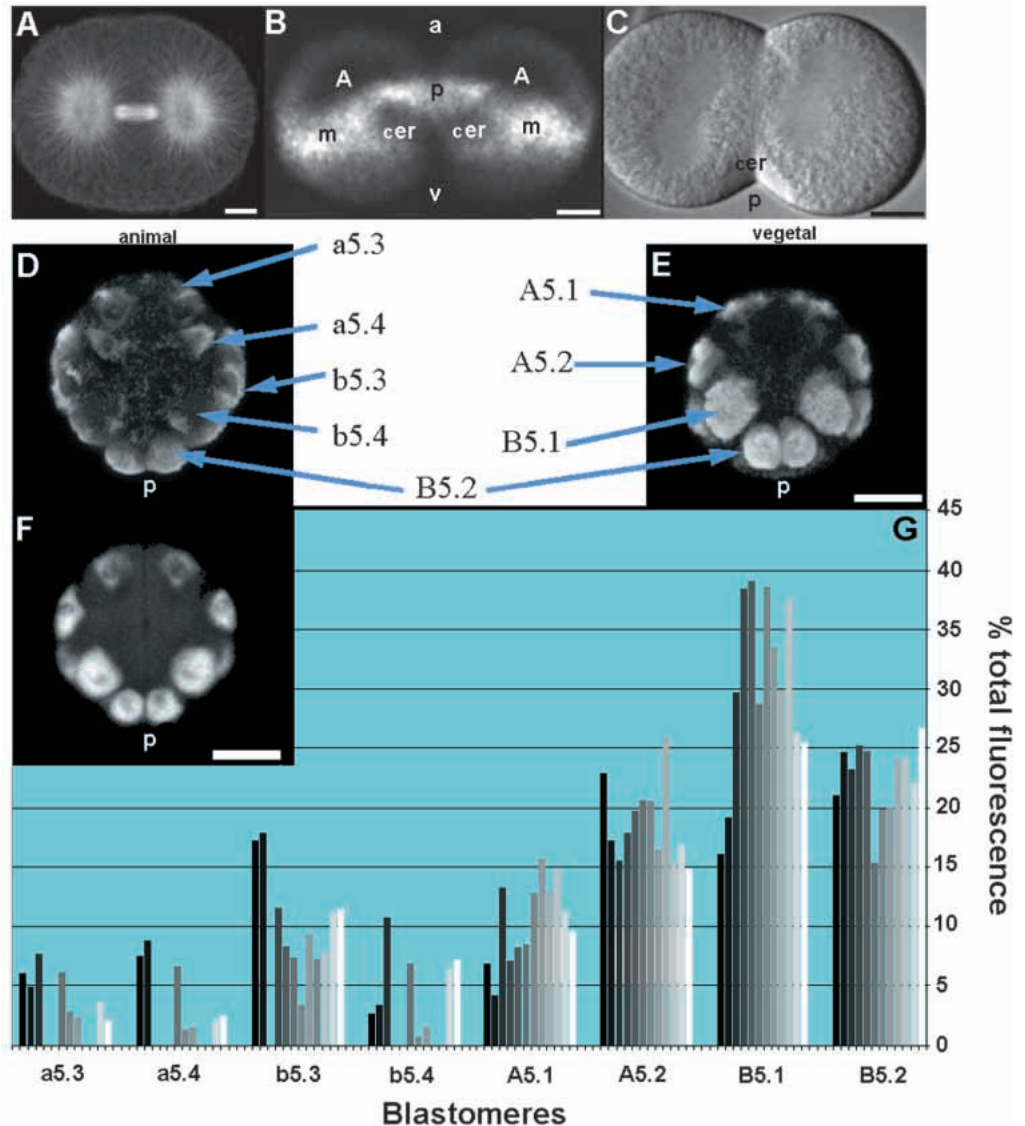 A
B
C
a
A
A
p
m
cer
cer
m
v
cer
p
animal
vegetal
D
E
a5.3
a5.4
b5.3
b5.4
A5.1
A5.2
B5.1
B5.2
p
p
F
G
p
45
40
35
30
25
20
15
10
5
0
% total fluorescence
a5.3 a5.4 b5.3 b5.4 A5.1 A5.2 B5.1 B5.2
Blastomeres